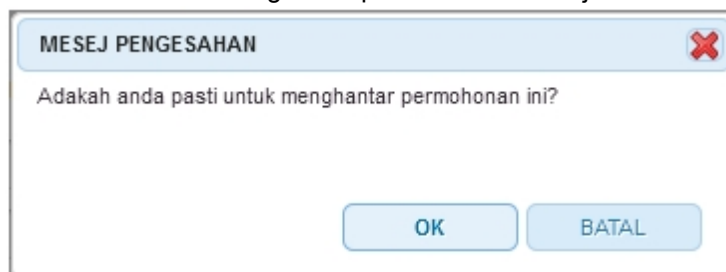 MESEJ PENGESAHAN
Adakah anda pasti untuk menghantar permohonan ini?
OK
BATAL